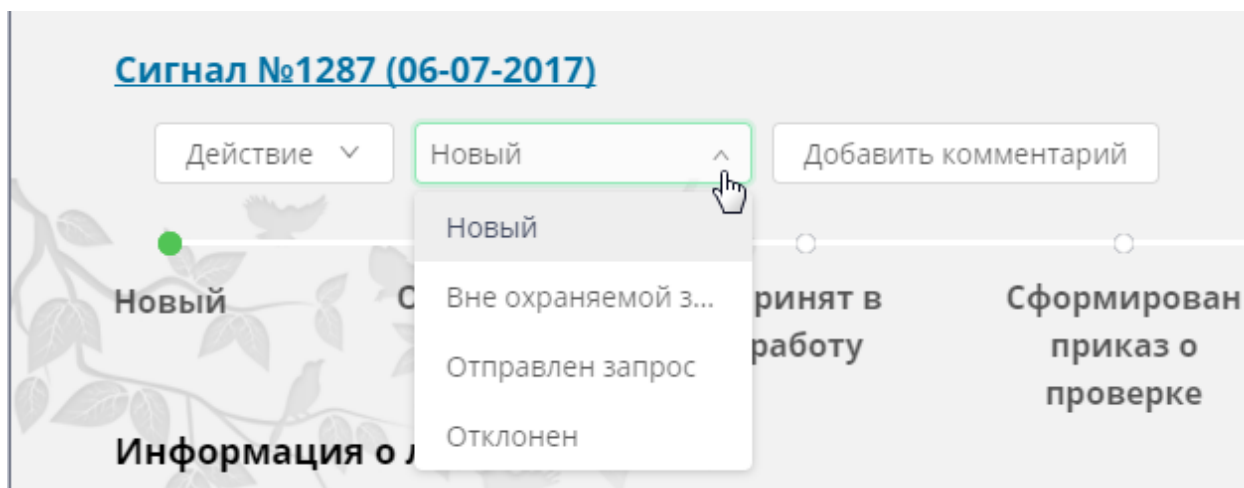 Сигнал №1287 (06-07-2017)
Действие Новый Добавить комментарий
Новый
Вне охраняемой з...
Отправлен запрос
Отклонен
Новый
ринят в
работу
Сформирован
приказ о
проверке
Информация о